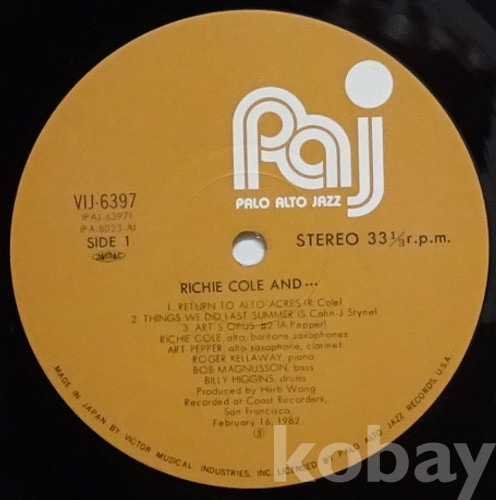 Paj
PALO ALTO JAZZ
VIJ-6397
(PAJ-6397)
(PA-8023-A)
SIDE 1
STEREO 33 1/3 r.p.m.
RICHIE COLE AND ···
1. RETURN TO ALTO ACRES (R.Cole)
2. THINGS WE DID LAST SUMMER (S.Cahn-J.Styne)
3. ART'S OPUS #2 (A.Pepper)
RICHIE COLE, alto, baritone saxophones
ART PEPPER, alto saxophone, clarinet
ROGER KELLAWAY, piano
BOB MAGNUSSON, bass
BILLY HIGGINS, drums
Produced by Herb Wong
Recorded at Coast Recorders,
San Francisco,
February 16, 1982
MADE IN JAPAN BY VICTOR MUSICAL INDUSTRIES, INC. LICENSED BY PALO ALTO JAZZ RECORDS, U.S.A.
kobay